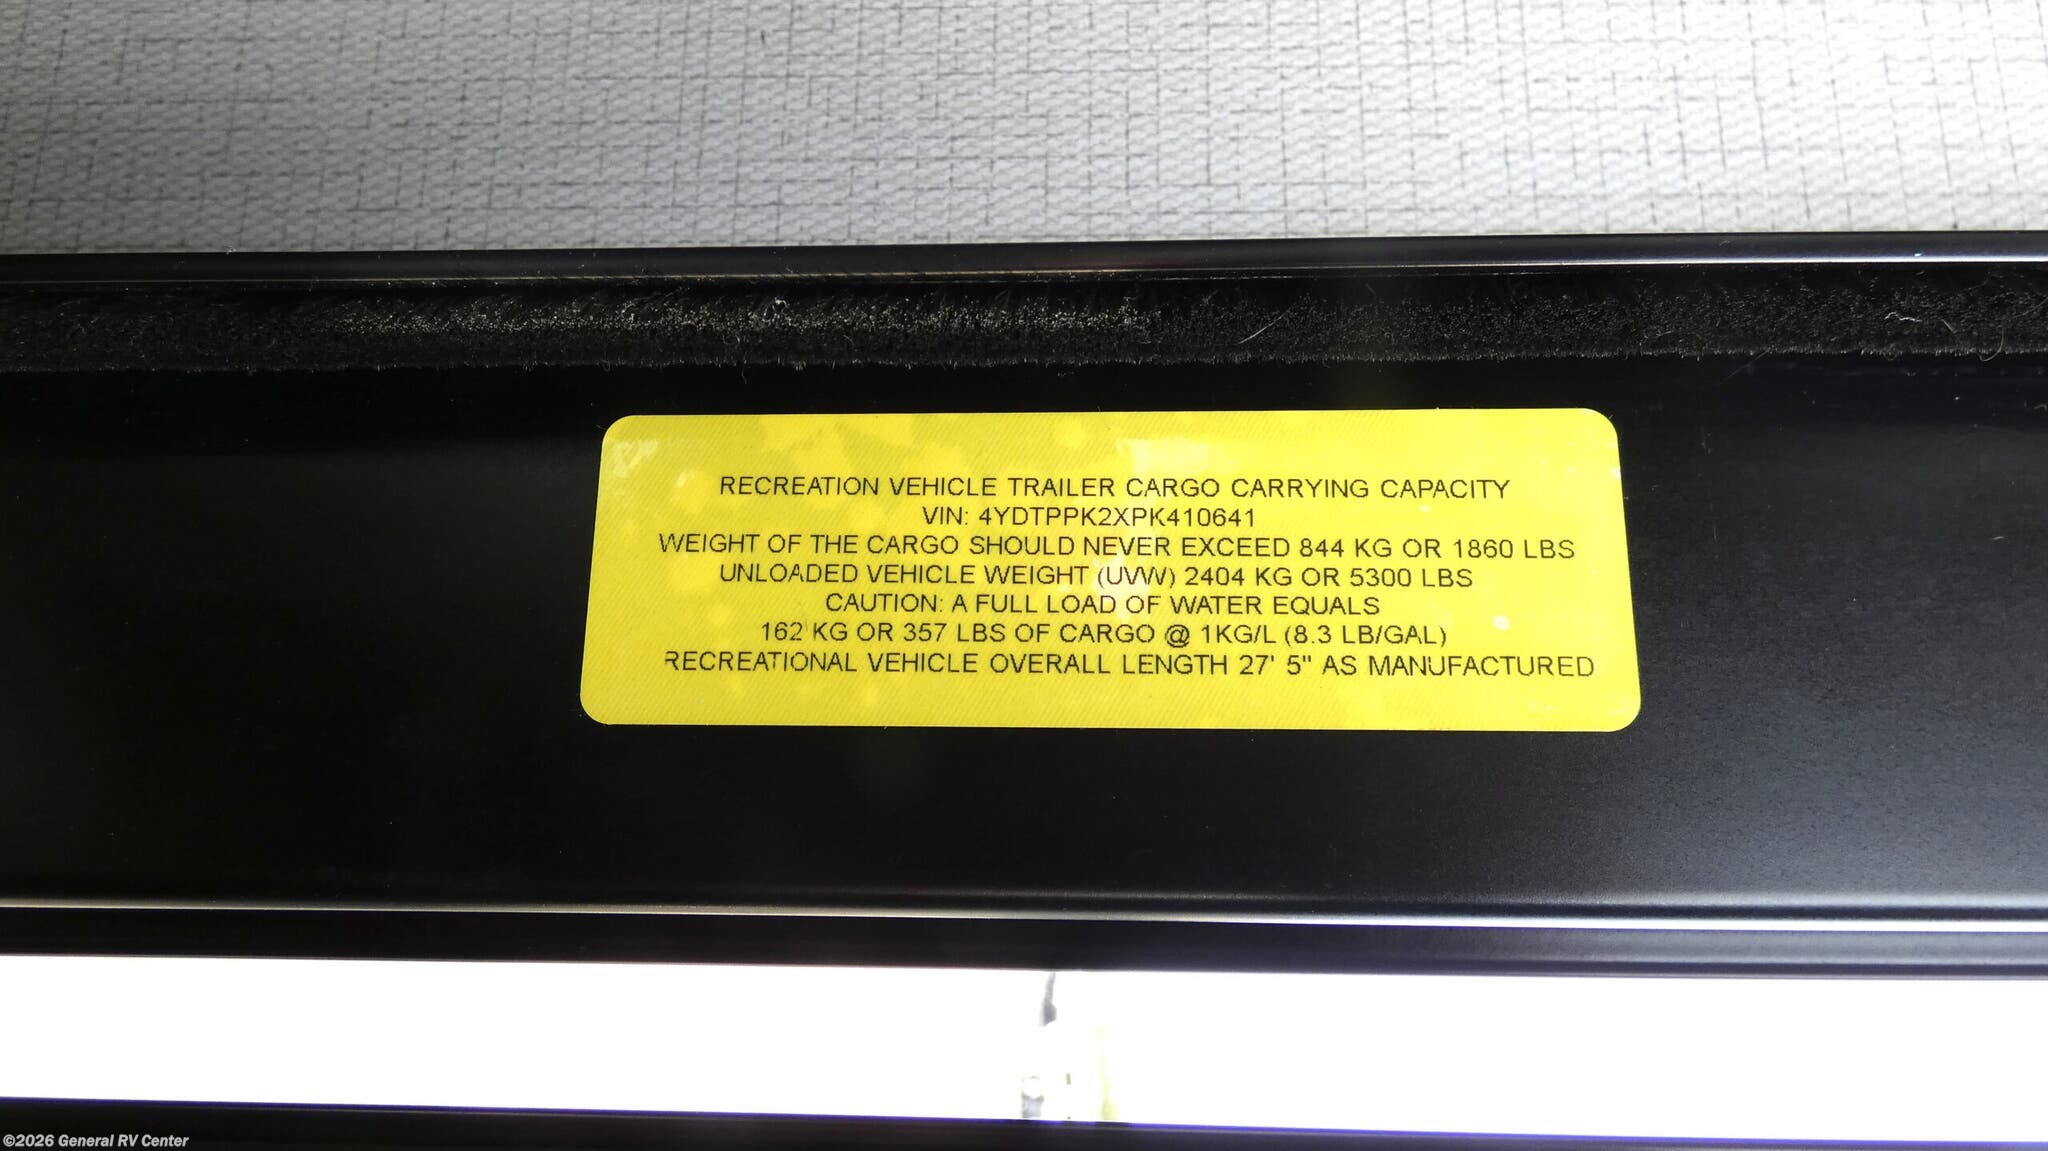 RECREATION VEHICLE TRAILER CARGO CARRYING CAPACITY
VIN: 4YDTPPK2XPK410641
WEIGHT OF THE CARGO SHOULD NEVER EXCEED 844 KG OR 1860 LBS
UNLOADED VEHICLE WEIGHT (UVW) 2404 KG OR 5300 LBS
CAUTION: A FULL LOAD OF WATER EQUALS
162 KG OR 357 LBS OF CARGO @ 1KG/L (8.3 LB/GAL)
RECREATIONAL VEHICLE OVERALL LENGTH 27' 5" AS MANUFACTURED
©2026 General RV Center